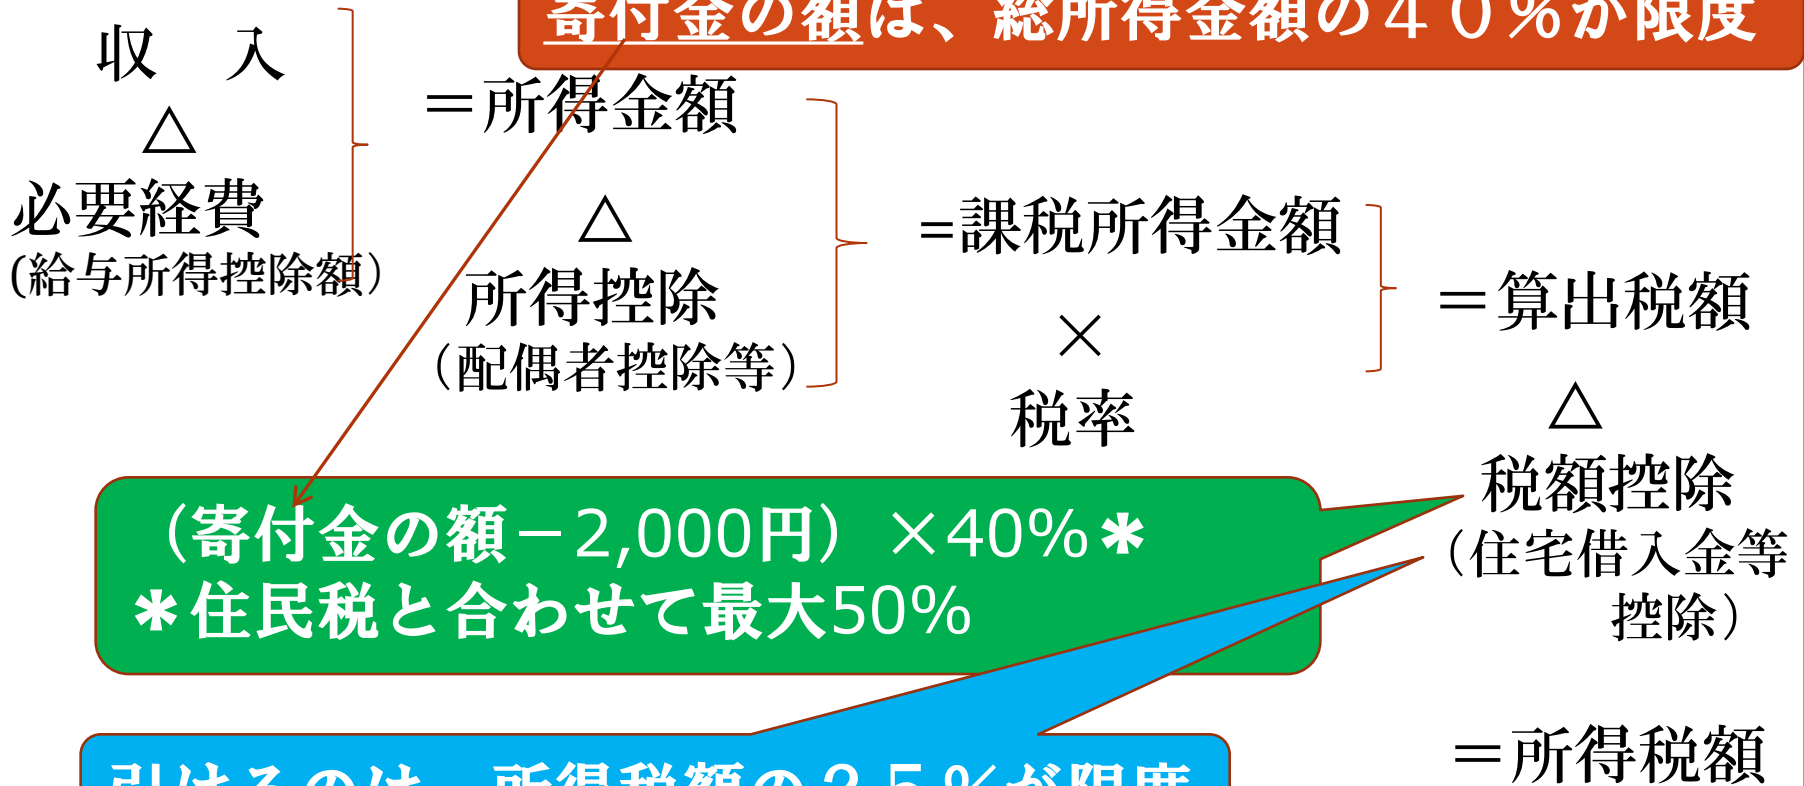 寄付金の額は、総所得金額の４０％が限度
収　入
△
必要経費
(給与所得控除額）
＝所得金額
△
所得控除
（配偶者控除等）
=課税所得金額
×
税率
＝算出税額
△
税額控除
（住宅借入金等
控除）
＝所得税額
（寄付金の額－2,000円）×40%＊
＊住民税と合わせて最大50%
引けるのは、所得税額の２５％が限度